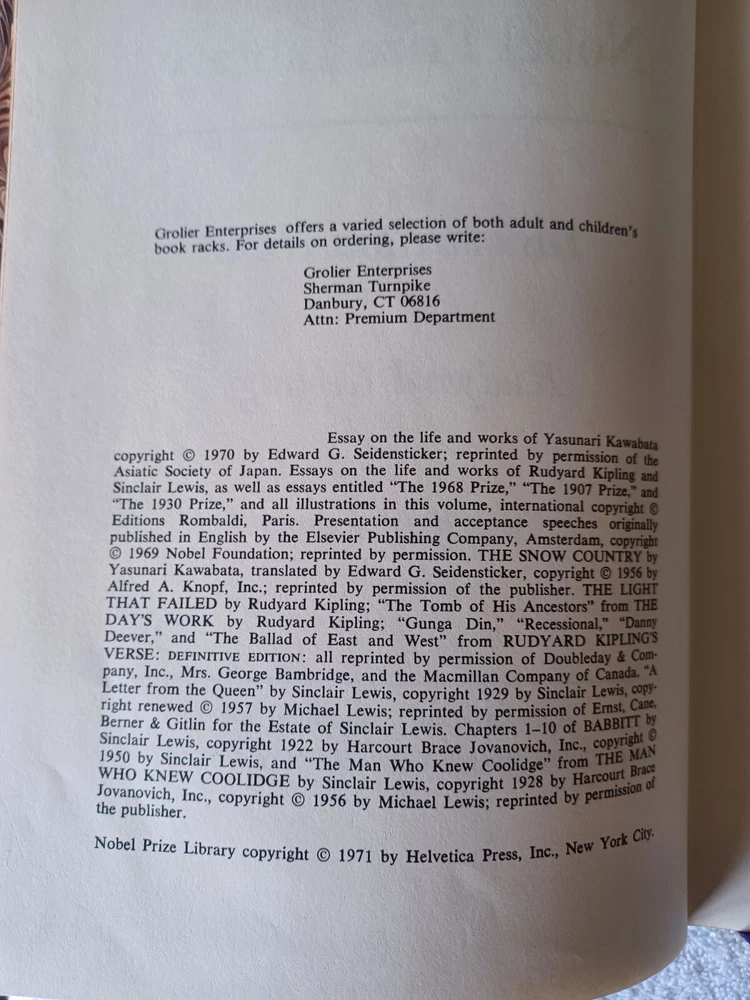 Grolier Enterprises offers a varied selection of both adult and children's
book racks. For details on ordering, please write:
Grolier Enterprises
Sherman Turnpike
Danbury, CT 06816
Attn: Premium Department
Essay on the life and works of Yasunari Kawabata
copyright © 1970 by Edward G. Seidensticker; reprinted by permission of the
Asiatic Society of Japan. Essays on the life and works of Rudyard Kipling and
Sinclair Lewis, as well as essays entitled “The 1968 Prize,” “The 1907 Prize,” and
“The 1930 Prize,” and all illustrations in this volume, international copyright ©
Editions Rombaldi, Paris. Presentation and acceptance speeches originally
published in English by the Elsevier Publishing Company, Amsterdam, copyright
© 1969 Nobel Foundation; reprinted by permission. THE SNOW COUNTRY by
Yasunari Kawabata, translated by Edward G. Seidensticker, copyright © 1956 by
Alfred A. Knopf, Inc.; reprinted by permission of the publisher. THE LIGHT
THAT FAILED by Rudyard Kipling; “The Tomb of His Ancestors” from THE
DAY'S WORK by Rudyard Kipling; “Gunga Din,” “Recessional,” “Danny
Deever,” and “The Ballad of East and West” from RUDYARD KIPLING'S
VERSE: DEFINITIVE EDITION: all reprinted by permission of Doubleday & Com-
pany, Inc., Mrs. George Bambridge, and the Macmillan Company of Canada. “A
Letter from the Queen” by Sinclair Lewis, copyright 1929 by Sinclair Lewis, copy-
right renewed © 1957 by Michael Lewis; reprinted by permission of Ernst, Cane,
Berner & Gitlin for the Estate of Sinclair Lewis. Chapters 1–10 of BABBITT by
Sinclair Lewis, copyright 1922 by Harcourt Brace Jovanovich, Inc., copyright ©
1950 by Sinclair Lewis, and “The Man Who Knew Coolidge” from THE MAN
WHO KNEW COOLIDGE by Sinclair Lewis, copyright 1928 by Harcourt Brace
Jovanovich, Inc., copyright © 1956 by Michael Lewis; reprinted by permission of
the publisher.
Nobel Prize Library copyright © 1971 by Helvetica Press, Inc., New York City.